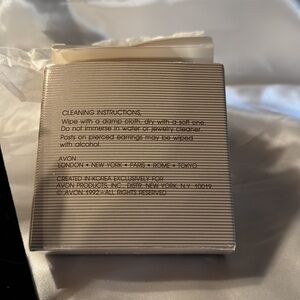 CLEANING INSTRUCTIONS.
Wipe with a damp cloth, dry with a soft one.
Do not immerse in water or jewelry cleaner.
Posts on pierced earrings may be wiped
with alcohol.
AVON
LONDON • NEW YORK • PARIS • ROME • TOKYO
CREATED IN KOREA EXCLUSIVELY FOR
AVON PRODUCTS, INC., DISTR. NEW YORK, N.Y. 10019
© AVON, 1992 - ALL RIGHTS RESERVED